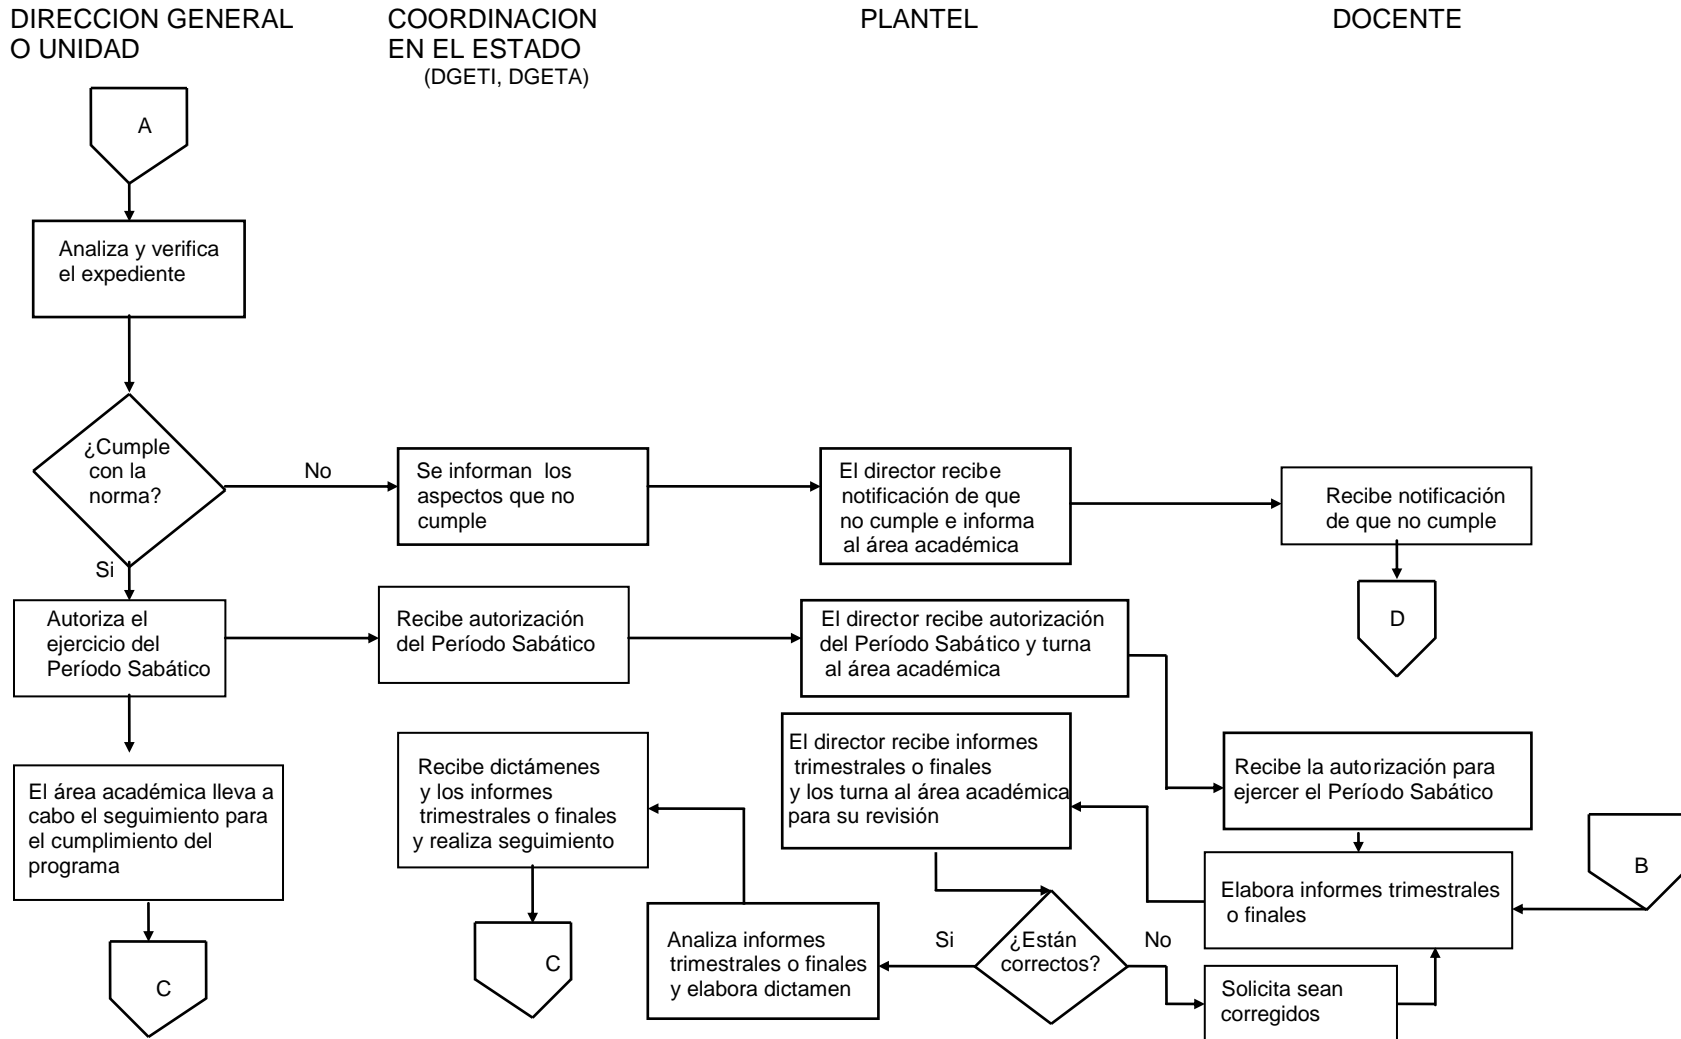 DIRECCION GENERAL
O UNIDAD
COORDINACION
EN EL ESTADO
(DGETI, DGETA)
PLANTEL
DOCENTE
A
Analiza y verifica
el expediente
¿Cumple
con la
norma?
No
Se informan los
aspectos que no
cumple
El director recibe
notificación de que
no cumple e informa
al área académica
Recibe notificación
de que no cumple
D
Si
Autoriza el
ejercicio del
Período Sabático
Recibe autorización
del Período Sabático
El director recibe autorización
del Período Sabático y turna
al área académica
Recibe la autorización para
ejercer el Período Sabático
El área académica lleva a
cabo el seguimiento para
el cumplimiento del
programa
C
Recibe dictámenes
y los informes
trimestrales o finales
y realiza seguimiento
C
El director recibe informes
trimestrales o finales
y los turna al área académica
para su revisión
Elabora informes trimestrales
o finales
B
Analiza informes
trimestrales o finales
y elabora dictamen
Si
¿Están
correctos?
No
Solicita sean
corregidos